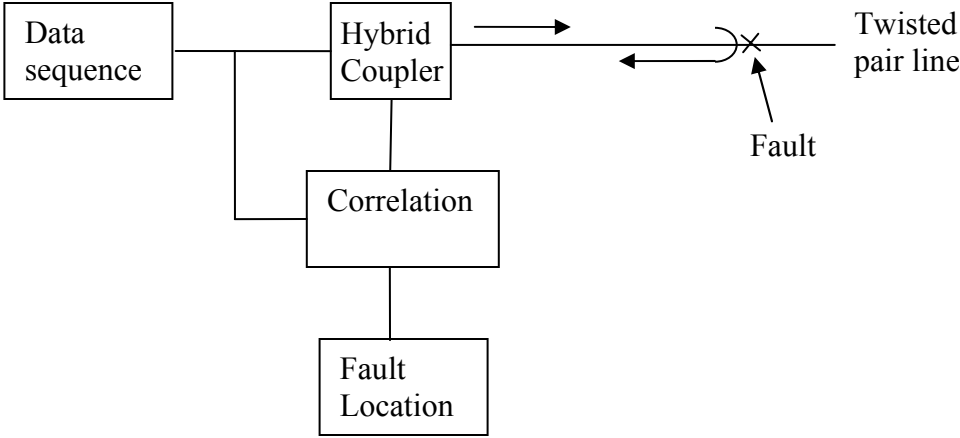 Data
sequence
Hybrid
Coupler
Twisted
pair line
Fault
Correlation
Fault
Location